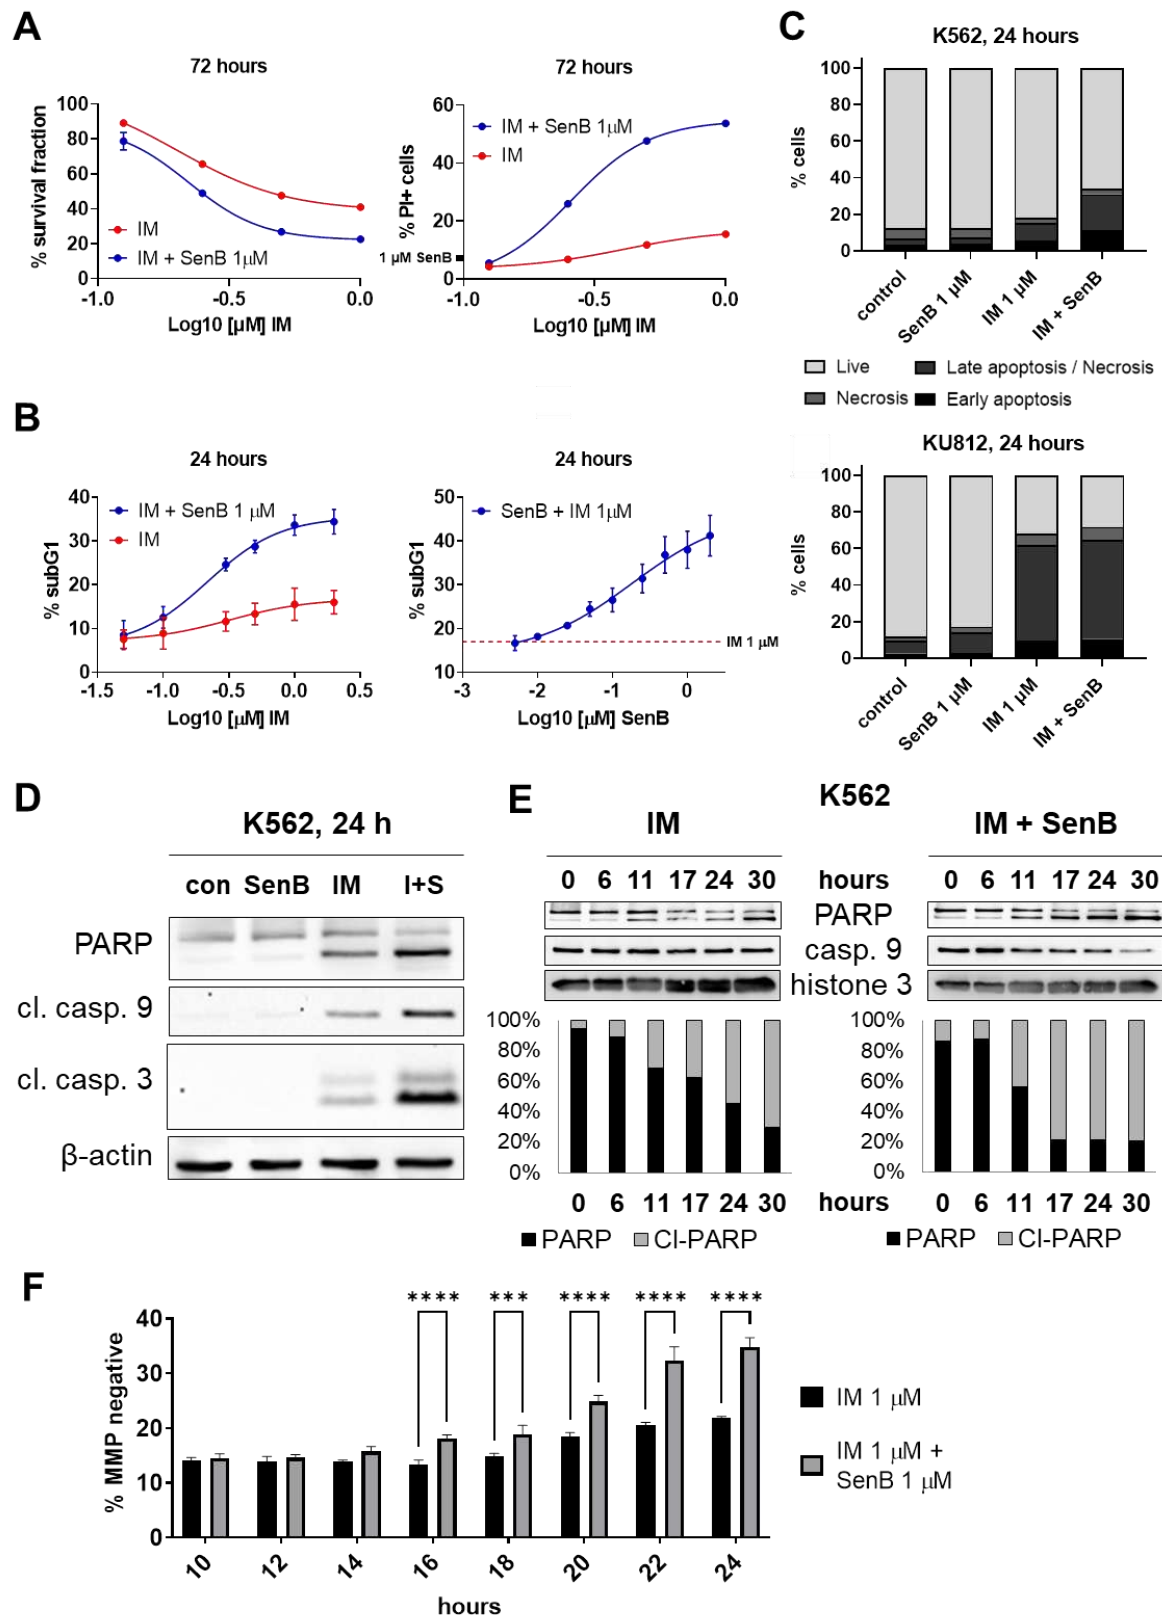 A
72 hours
% survival fraction
100
80
60
40
20
0
IM
IM + SenB 1μM
-1.0 -0.5 0.0
Log10 [μM] IM
72 hours
% PI+ cells
60
40
20
0
1 μM SenB
IM + SenB 1μM
IM
-1.0 -0.5 0.0
Log10 [μM] IM
B
24 hours
% subG1
40
30
20
10
0
IM + SenB 1 μM
IM
-1.5 -1.0 -0.5 0.0 0.5
Log10 [μM] IM
24 hours
% subG1
50
40
30
20
10
SenB + IM 1μM
IM 1 μM
-3 -2 -1 0
Log10 [μM] SenB
C
K562, 24 hours
% cells
100
80
60
40
20
0
control
SenB 1 μM
IM 1 μM
IM + SenB
Live Late apoptosis / Necrosis
Necrosis Early apoptosis
KU812, 24 hours
% cells
100
80
60
40
20
0
control
SenB 1 μM
IM 1 μM
IM + SenB
D
K562, 24 h
con SenB IM I+S
PARP
cl. casp. 9
cl. casp. 3
β-actin
E
K562
IM IM + SenB
0 6 11 17 24 30 hours 0 6 11 17 24 30
PARP
casp. 9
histone 3
100%
80%
60%
40%
20%
0%
100%
80%
60%
40%
20%
0%
0 6 11 17 24 30 hours 0 6 11 17 24 30
PARP Cl-PARP PARP Cl-PARP
F
% MMP negative
40
30
20
10
0
**** *** **** **** ****
10 12 14 16 18 20 22 24
hours
IM 1 μM
IM 1 μM +
SenB 1 μM